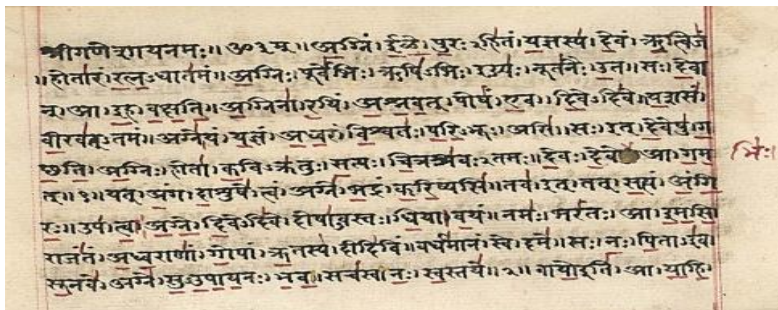 श्रीगणेशायनमः॥ ॐ३म्॥ अग्निं। ईळे। पुरःऽहितं। यज्ञस्य। देवं। ऋत्विजं
॥होतारं। रत्नऽधातमं॥ अग्निः। पूर्वेभिः। ऋषिऽभिः। ईड्यः। नूतनैः। उत॥ सः। देवा
न्। आ। इह। वक्षति॥ अग्निना। रयिं। अश्नवत्। पोषं। एव। दिवेऽदिवे॥ यशसं
वीरवत्ऽतमं॥ अग्ने। यं। यज्ञं। अध्वरं। विश्वतः। परिऽभूः। असि॥ सः। इत्। देवेषु। ग
च्छति॥ अग्निः। होता। कविऽक्रतुः। सत्यः। चित्रश्रवःऽतमः॥ देवः। देवे आ। गम भिः।
त्॥१॥ यत्। अंग। दाशुषे। त्वं। अग्ने। भद्रं। करिष्यसि॥ तव। इत्। तत्। सत्यं। अंगि
रः॥ उप। त्वा। अग्ने। दिवेऽदिवे। दोषाऽवस्तः। धिया। वयं॥ नमः। भरंतः। आ। इमसि॥
राजंतं। अध्वराणां। गोपां। ऋतस्य। दीदिविं॥ वर्धमानं। स्वे। दमे॥ सः। नः। पिताऽइव
सूनवे। अग्ने। सुऽउपायनः। भव॥ सचस्व। नः। स्वस्तये॥२॥ वायोइति। आ। याहि।